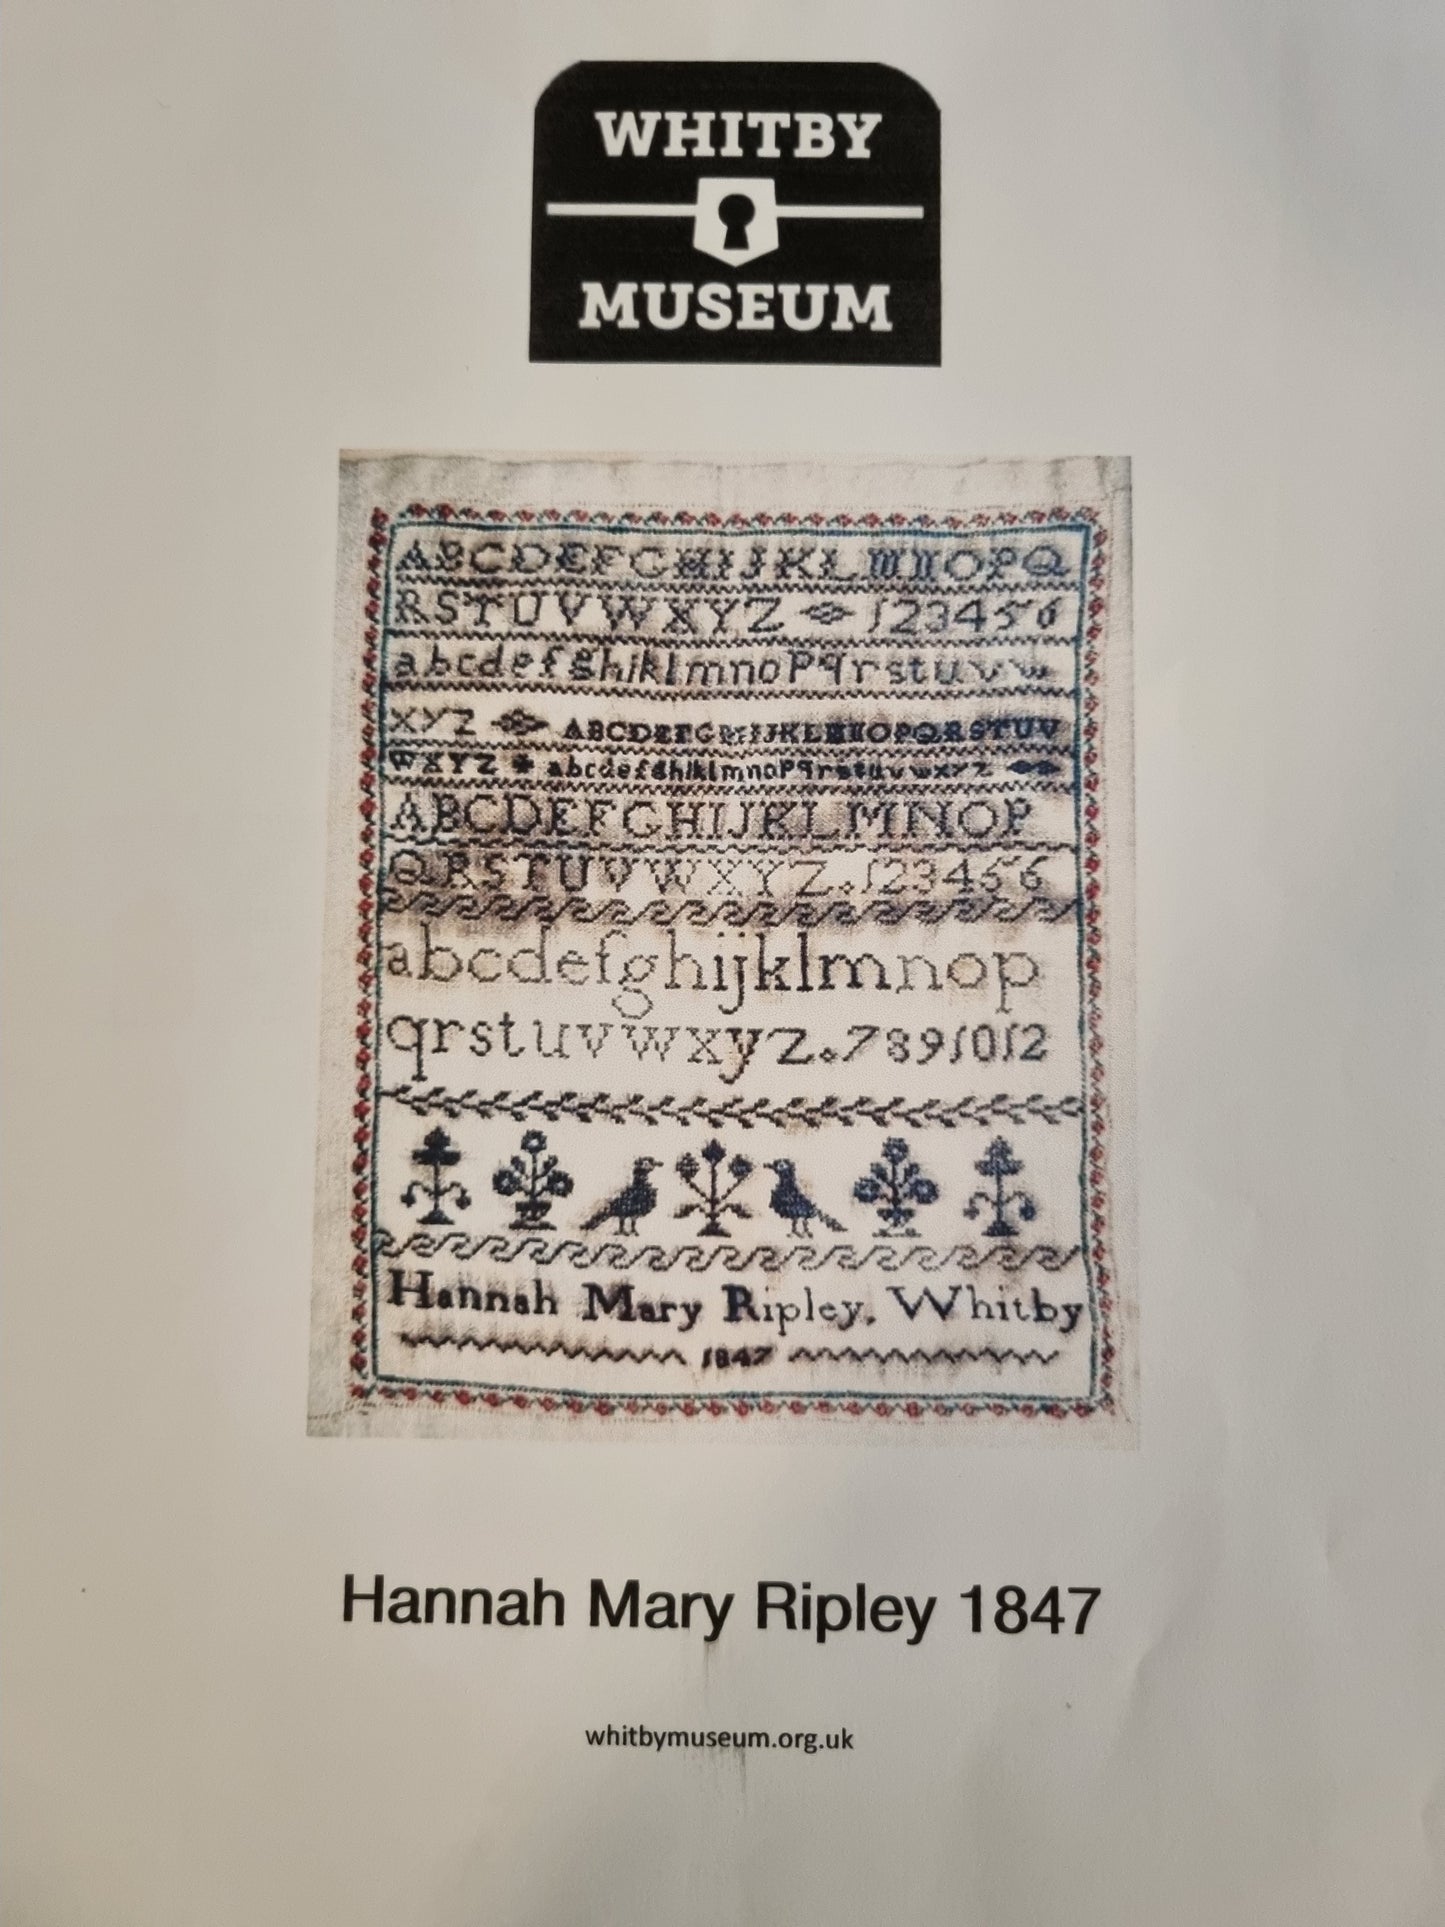 WHITBY
MUSEUM
ABCDEFGHIJKLMNOPQ
RSTUVWXYZ 123456
abcdefghiklmnopqrstuvw
xyz ABCDEFGHIJKLMNOPQRSTUV
WXYZ abcdefghiklmnopqrstuvwxyz
ABCDEFGHIJKLMNOP
QRSTUVWXYZ.123456
abcdefghijklmnop
qrstuvwxyz.7891012
Hannah Mary Ripley, Whitby
1847
Hannah Mary Ripley 1847
whitbymuseum.org.uk